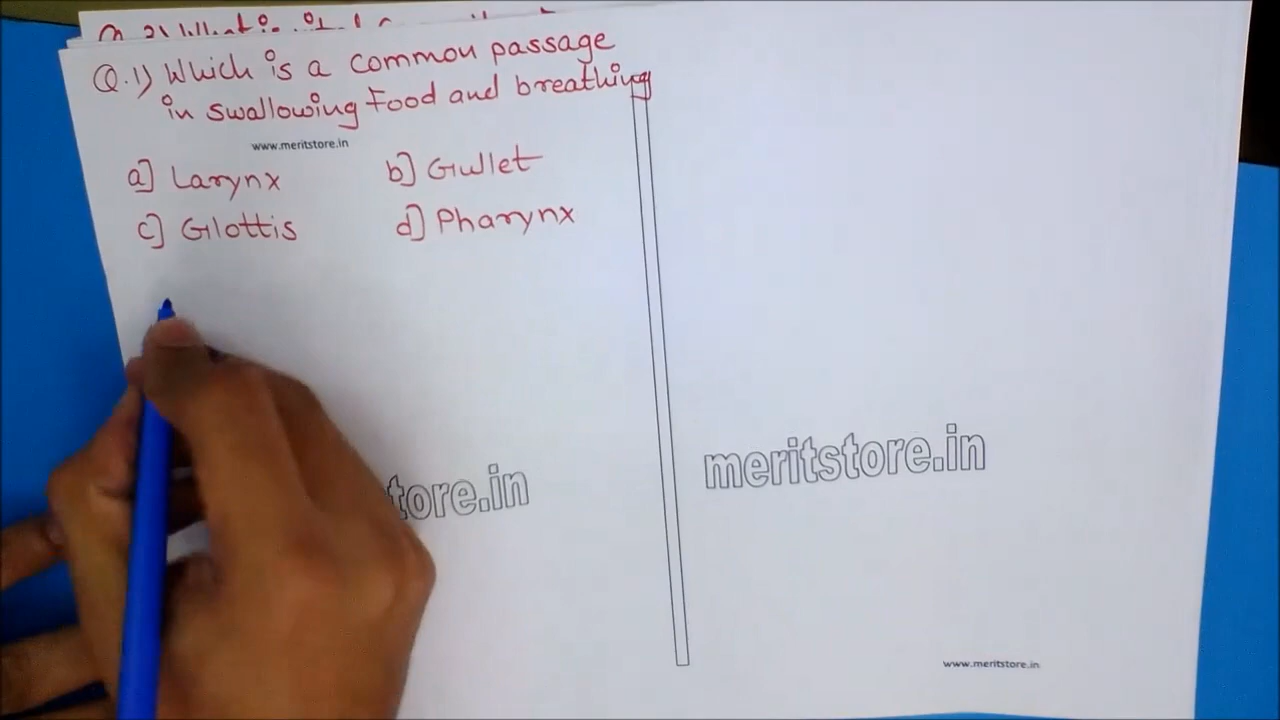 Q.1) Which is a common passage
in swallowing Food and breathing
www.meritstore.in
a] Larynx b] Gullet
c] Glottis d] Pharynx
tore.in
meritstore.in
www.meritstore.in